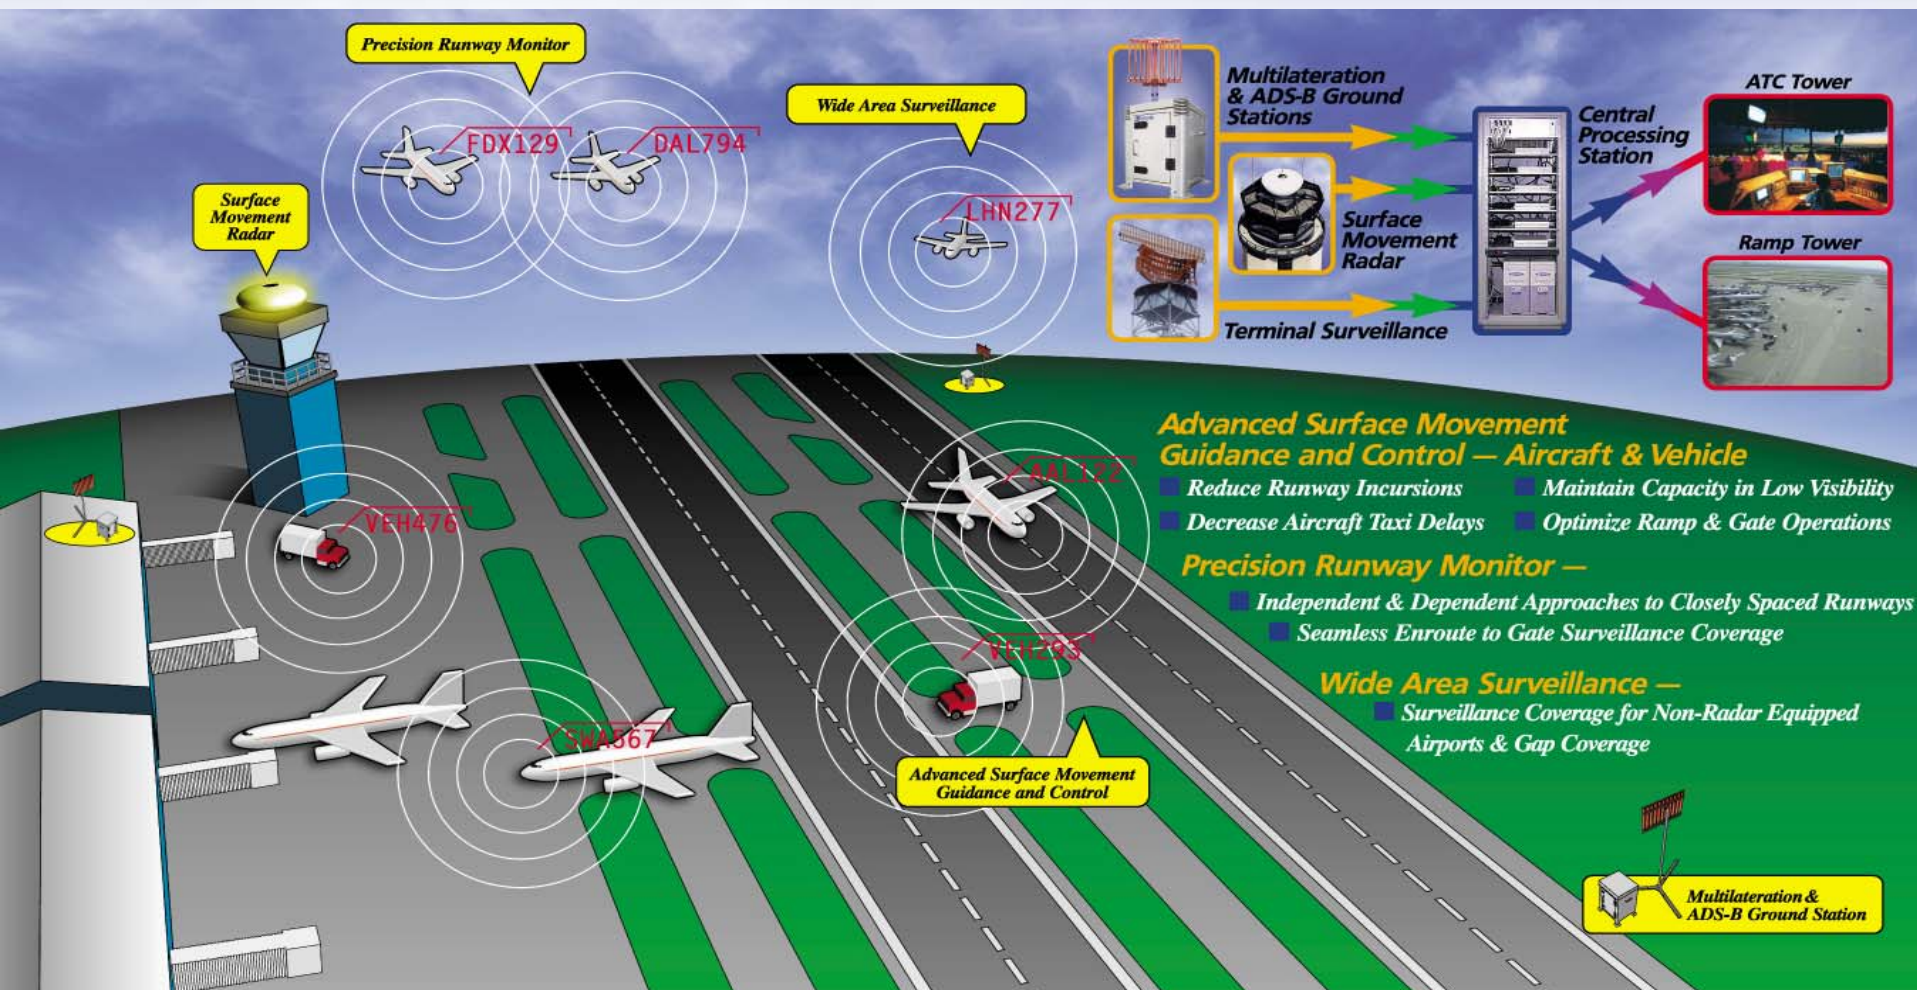 Precision Runway Monitor
Wide Area Surveillance
Surface
Movement
Radar
FDX129
DAL794
LHN277
Multilateration
& ADS-B Ground
Stations
Surface
Movement
Radar
Terminal Surveillance
Central
Processing
Station
ATC Tower
Ramp Tower
VEH476
AAL122
VEH293
SWA567
Advanced Surface Movement
Guidance and Control — Aircraft & Vehicle
Reduce Runway Incursions
Maintain Capacity in Low Visibility
Decrease Aircraft Taxi Delays
Optimize Ramp & Gate Operations
Precision Runway Monitor —
Independent & Dependent Approaches to Closely Spaced Runways
Seamless Enroute to Gate Surveillance Coverage
Wide Area Surveillance —
Surveillance Coverage for Non-Radar Equipped
Airports & Gap Coverage
Advanced Surface Movement
Guidance and Control
Multilateration &
ADS-B Ground Station